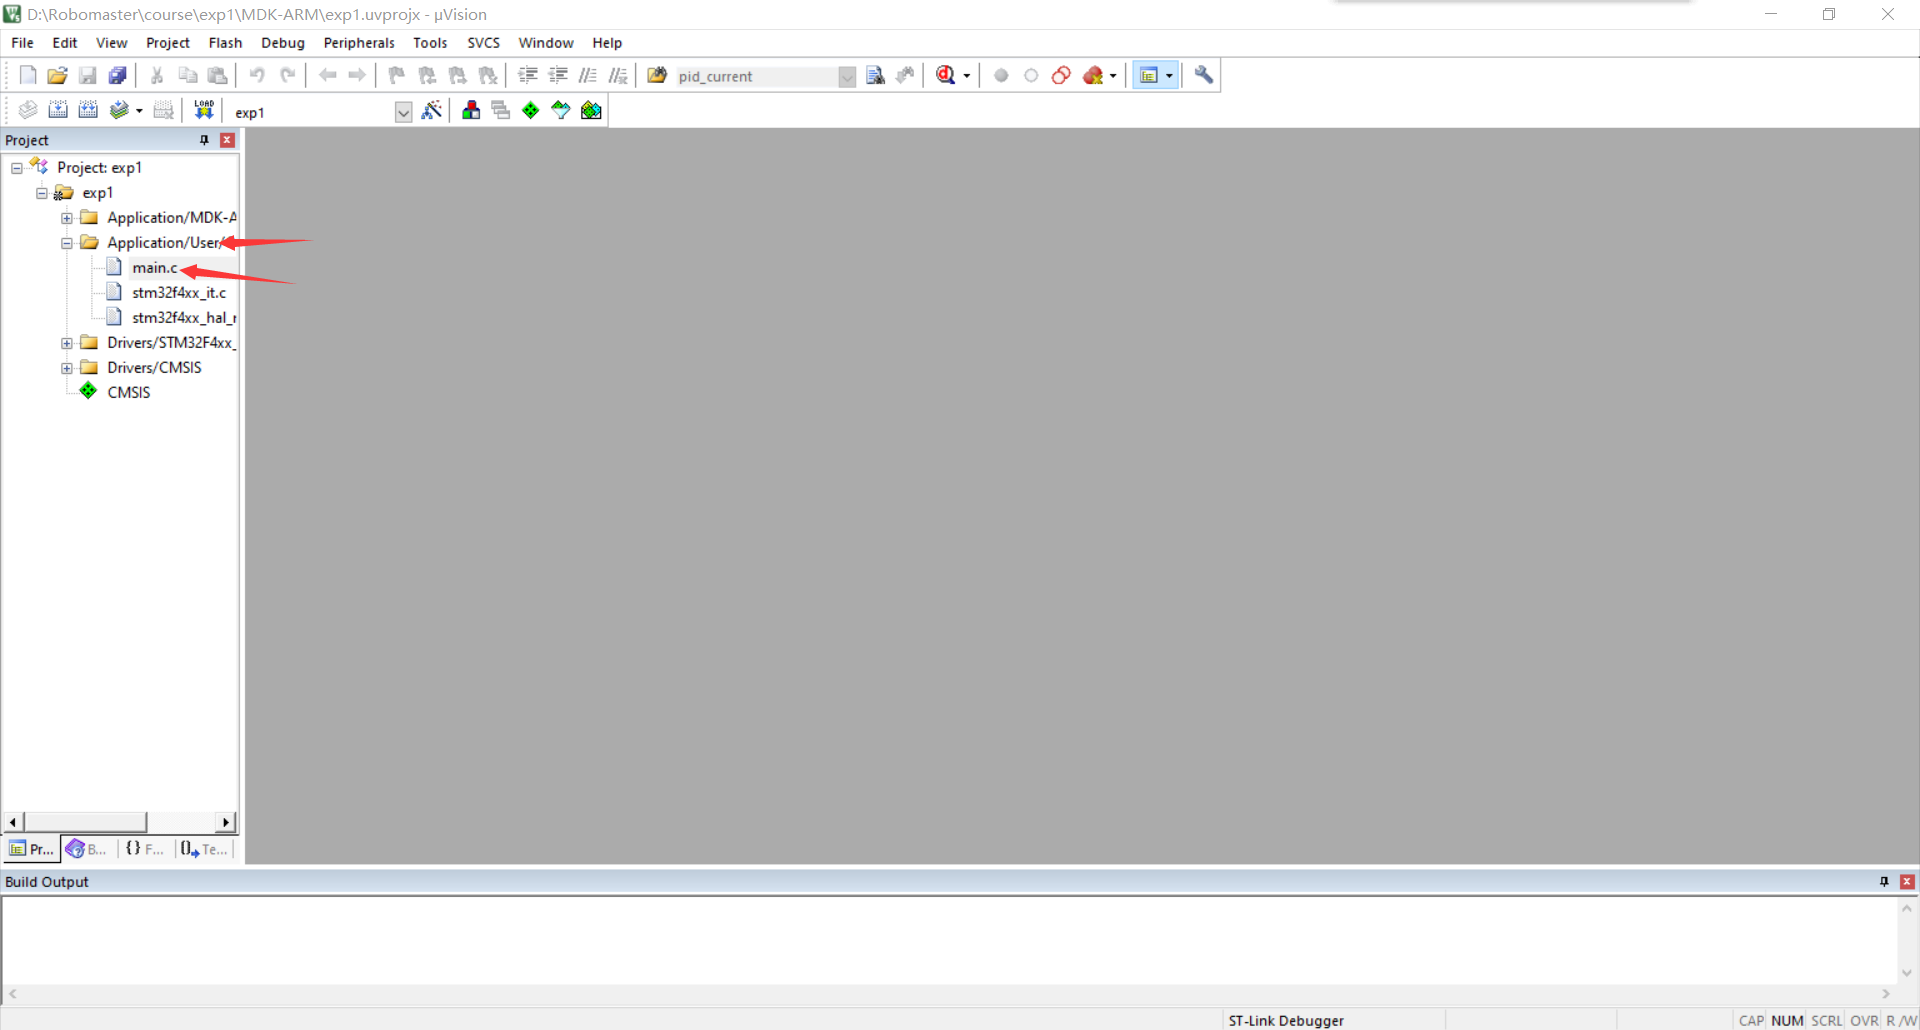 D:\Robomaster\course\exp1\MDK-ARM\exp1.uvprojx - µVision
File Edit View Project Flash Debug Peripherals Tools SVCS Window Help
pid_current
LOAD exp1
Project
Project: exp1
exp1
Application/MDK-A
Application/User/
main.c
stm32f4xx_it.c
stm32f4xx_hal_r
Drivers/STM32F4xx_
Drivers/CMSIS
CMSIS
Pr... B... {} F... Te...
Build Output
ST-Link Debugger CAP NUM SCRL OVR R /W